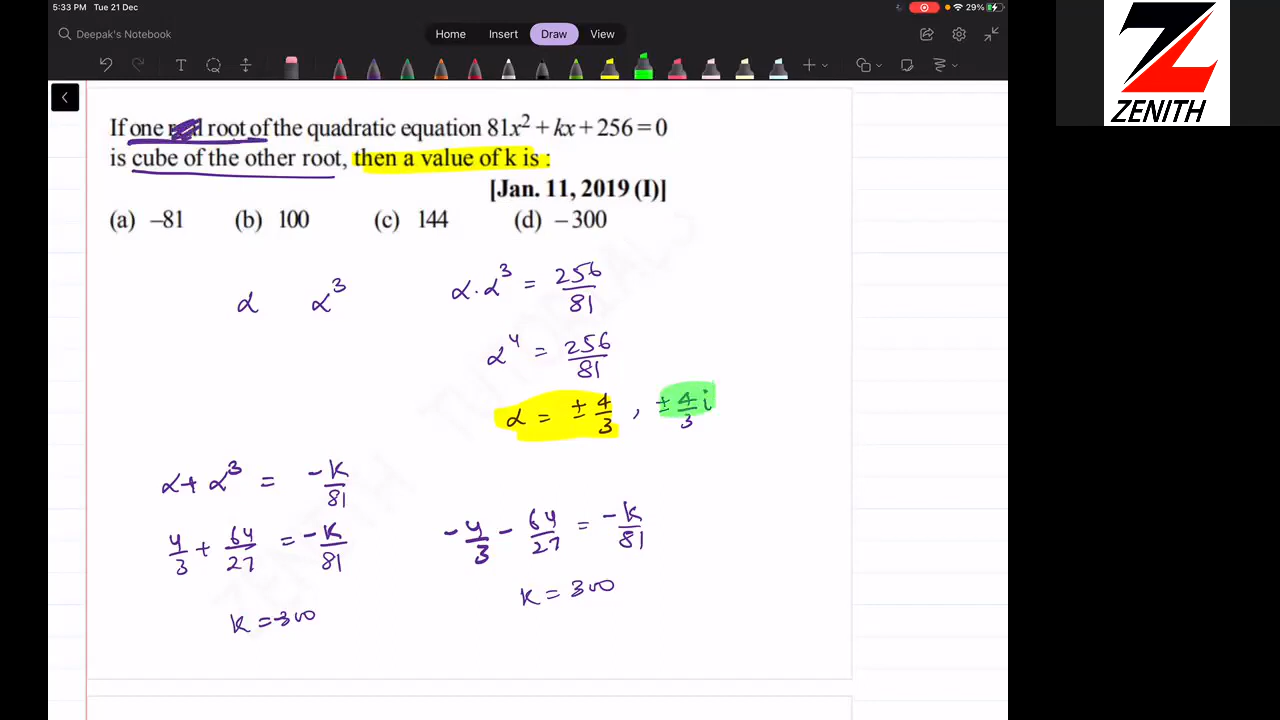 5:33 PM Tue 21 Dec
29%
Deepak's Notebook
Home Insert Draw View
T
If one root of the quadratic equation 81x² + kx + 256 = 0
is cube of the other root, then a value of k is :
[Jan. 11, 2019 (I)]
(a) –81 (b) 100 (c) 144 (d) – 300
α α³ α · α³ = 256/81
α⁴ = 256/81
α = ± 4/3 , ± 4/3 i
α + α³ = -k/81
4/3 + 64/27 = -k/81
-4/3 - 64/27 = -k/81
k = -300
k = 300
ZENITH
ZENITH TUTORIALS